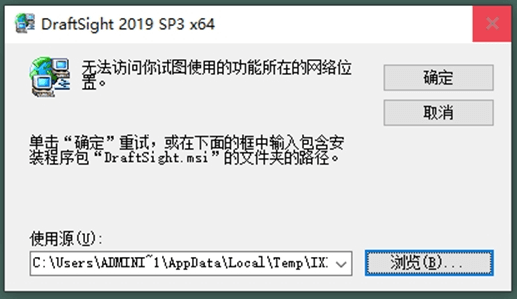 DraftSight 2019 SP3 x64
无法访问你试图使用的功能所在的网络位
置。
确定
取消
单击“确定”重试，或在下面的框中输入包含安
装程序包“DraftSight.msi”的文件夹的路径。
使用源(U):
C:\Users\ADMINI~1\AppData\Local\Temp\IX
浏览(B)...